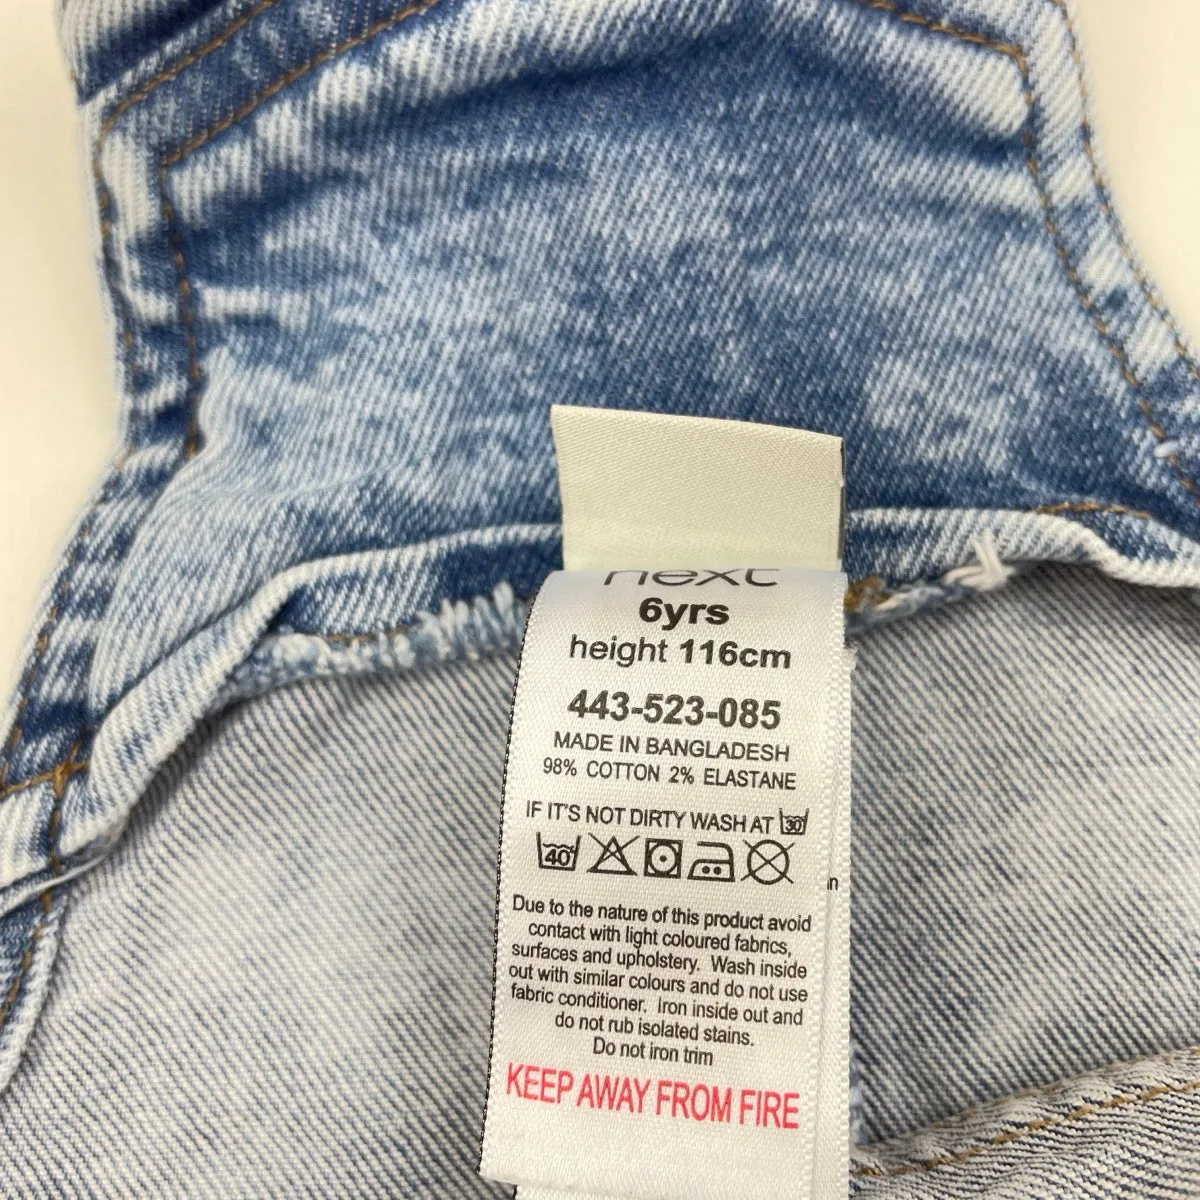 next
6yrs
height 116cm
443-523-085
MADE IN BANGLADESH
98% COTTON 2% ELASTANE
IF IT'S NOT DIRTY WASH AT 30
40
Due to the nature of this product avoid
contact with light coloured fabrics,
surfaces and upholstery. Wash inside
out with similar colours and do not use
fabric conditioner. Iron inside out and
do not rub isolated stains.
Do not iron trim
KEEP AWAY FROM FIRE